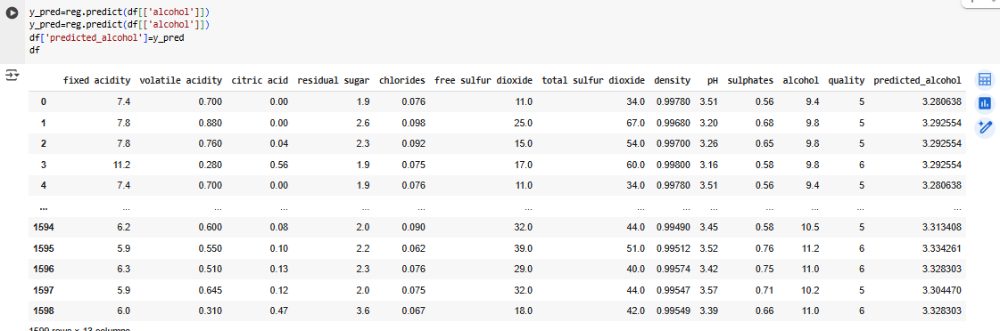 y_pred=reg.predict(df[['alcohol']])
y_pred=reg.predict(df[['alcohol']])
df['predicted_alcohol']=y_pred
df
fixed acidity volatile acidity citric acid residual sugar chlorides free sulfur dioxide total sulfur dioxide density pH sulphates alcohol quality predicted_alcohol
0 7.4 0.700 0.00 1.9 0.076 11.0 34.0 0.99780 3.51 0.56 9.4 5 3.280638
1 7.8 0.880 0.00 2.6 0.098 25.0 67.0 0.99680 3.20 0.68 9.8 5 3.292554
2 7.8 0.760 0.04 2.3 0.092 15.0 54.0 0.99700 3.26 0.65 9.8 5 3.292554
3 11.2 0.280 0.56 1.9 0.075 17.0 60.0 0.99800 3.16 0.58 9.8 6 3.292554
4 7.4 0.700 0.00 1.9 0.076 11.0 34.0 0.99780 3.51 0.56 9.4 5 3.280638
... ... ... ... ... ... ... ... ... ... ... ... ... ...
1594 6.2 0.600 0.08 2.0 0.090 32.0 44.0 0.99490 3.45 0.58 10.5 5 3.313408
1595 5.9 0.550 0.10 2.2 0.062 39.0 51.0 0.99512 3.52 0.76 11.2 6 3.334261
1596 6.3 0.510 0.13 2.3 0.076 29.0 40.0 0.99574 3.42 0.75 11.0 6 3.328303
1597 5.9 0.645 0.12 2.0 0.075 32.0 44.0 0.99547 3.57 0.71 10.2 5 3.304470
1598 6.0 0.310 0.47 3.6 0.067 18.0 42.0 0.99549 3.39 0.66 11.0 6 3.328303
1599 rows x 13 columns